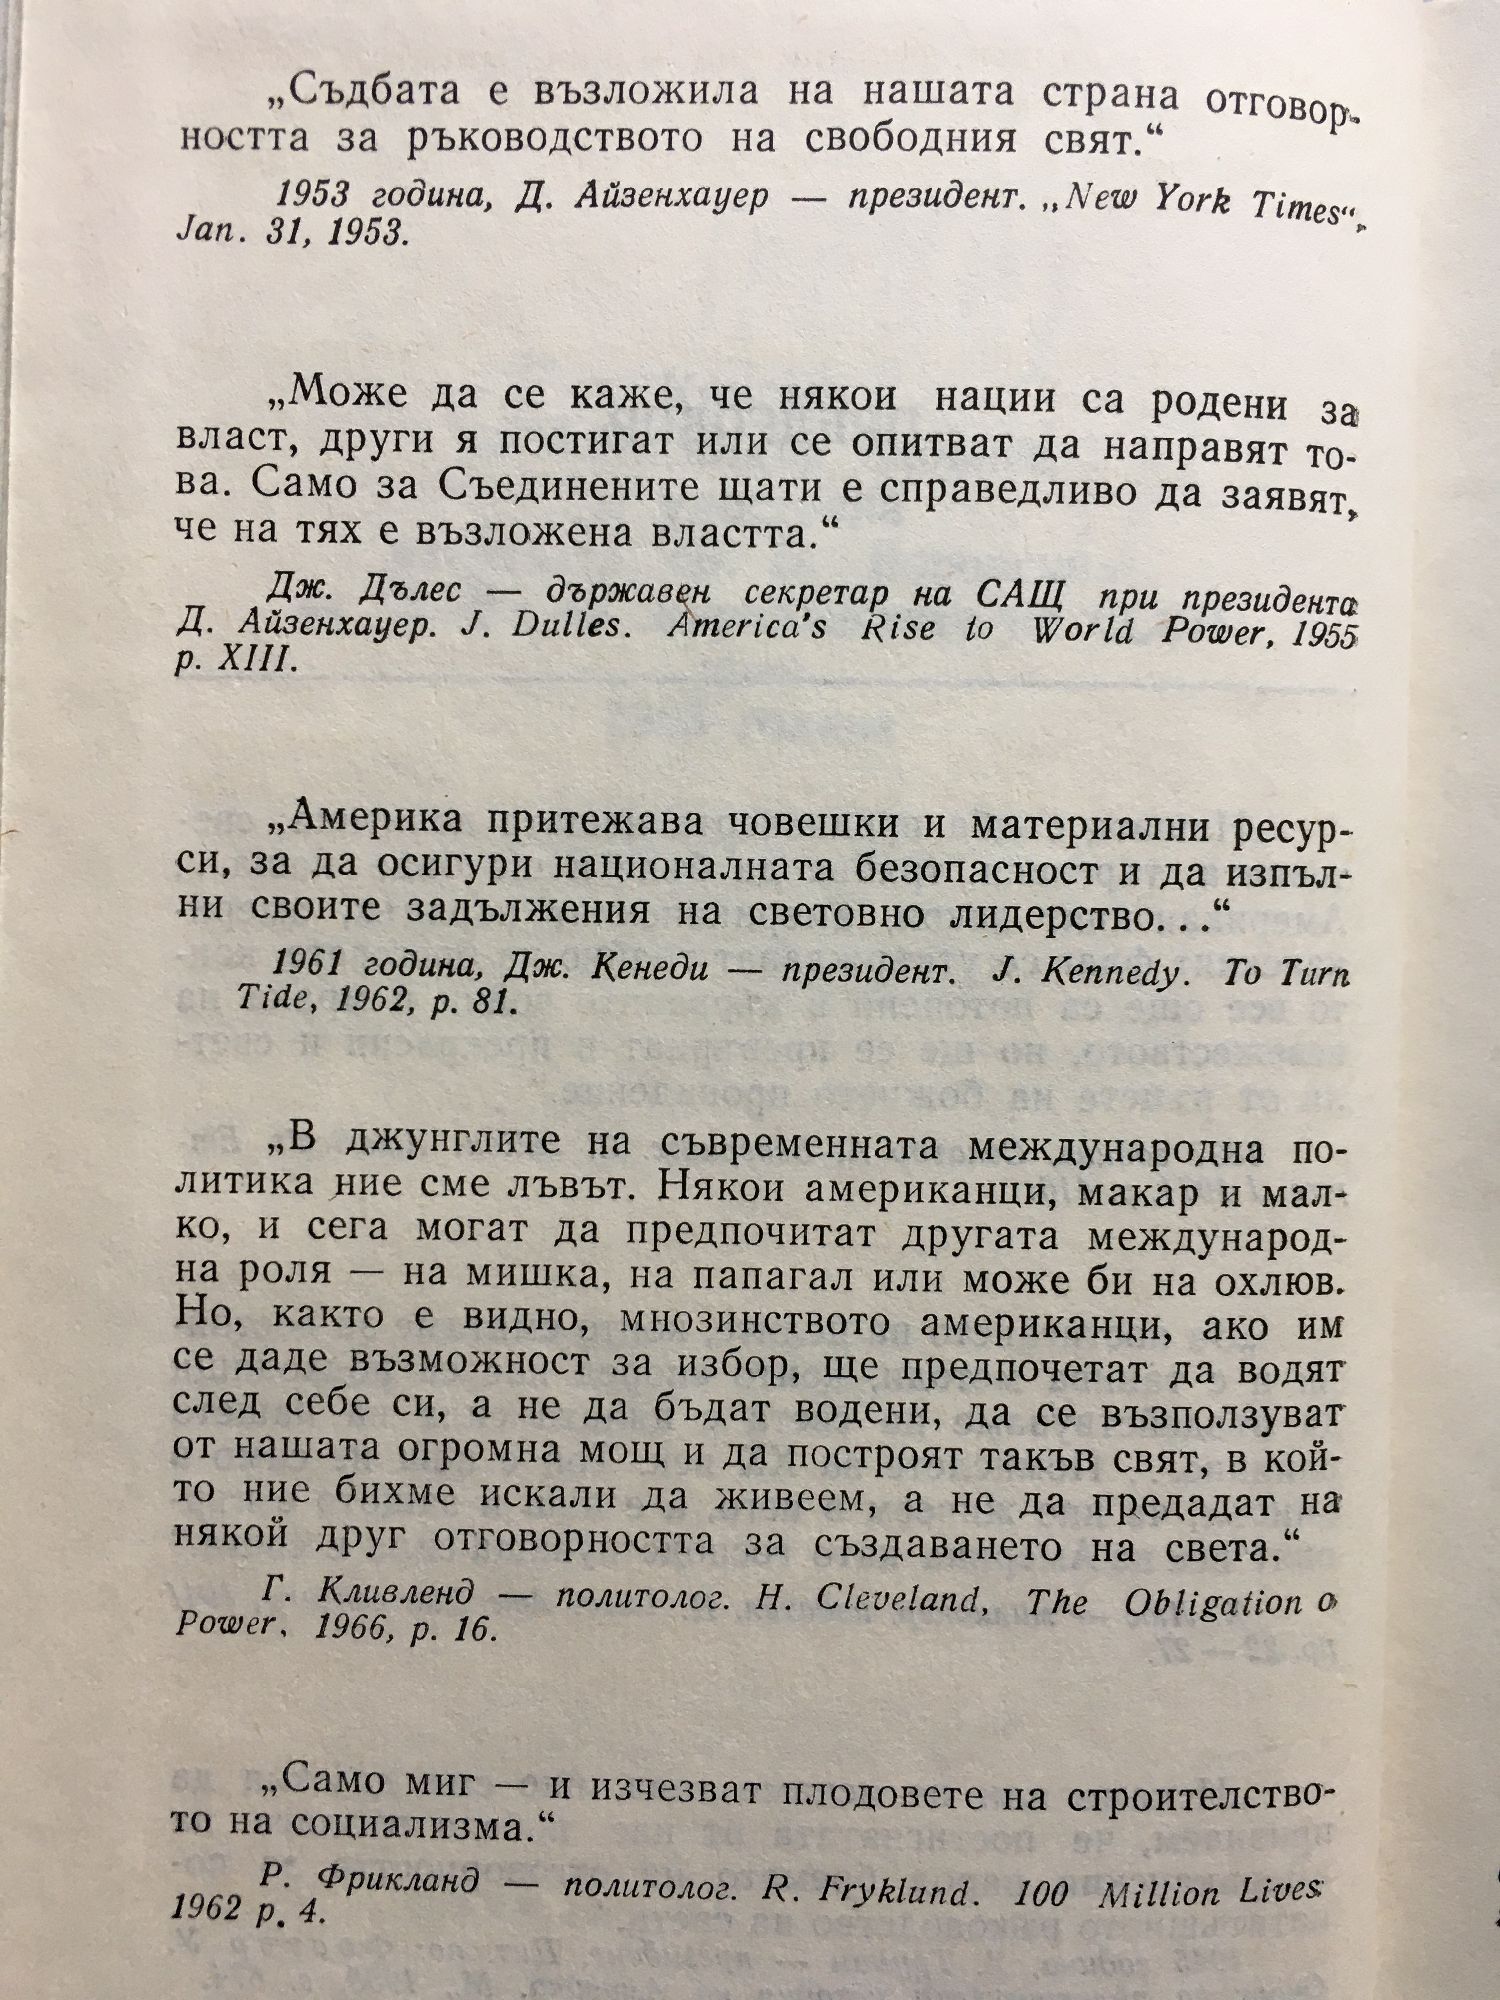 „Съдбата е възложила на нашата страна отговор-
ността за ръководството на свободния свят.“
1953 година, Д. Айзенхауер — президент. „New York Times“,
Jan. 31, 1953.
„Може да се каже, че някои нации са родени за
власт, други я постигат или се опитват да направят то-
ва. Само за Съединените щати е справедливо да заявят,
че на тях е възложена властта.“
Дж. Дълес — държавен секретар на САЩ при президента
Д. Айзенхауер. J. Dulles. America's Rise to World Power, 1955
p. XIII.
„Америка притежава човешки и материални ресур-
си, за да осигури националната безопасност и да изпъл-
ни своите задължения на световно лидерство...“
1961 година, Дж. Кенеди — президент. J. Kennedy. To Turn
Tide, 1962, p. 81.
„В джунглите на съвременната международна по-
литика ние сме лъвът. Някои американци, макар и мал-
ко, и сега могат да предпочитат другата международ-
на роля — на мишка, на папагал или може би на охлюв.
Но, както е видно, мнозинството американци, ако им
се даде възможност за избор, ще предпочетат да водят
след себе си, а не да бъдат водени, да се възползуват
от нашата огромна мощ и да построят такъв свят, в кой-
то ние бихме искали да живеем, а не да предадат на
някой друг отговорността за създаването на света.“
Г. Кливленд — политолог. H. Cleveland, The Obligation o
Power, 1966, p. 16.
„Само миг — и изчезват плодовете на строителство-
то на социализма.“
Р. Фрикланд — политолог. R. Fryklund. 100 Million Lives
1962 p. 4.